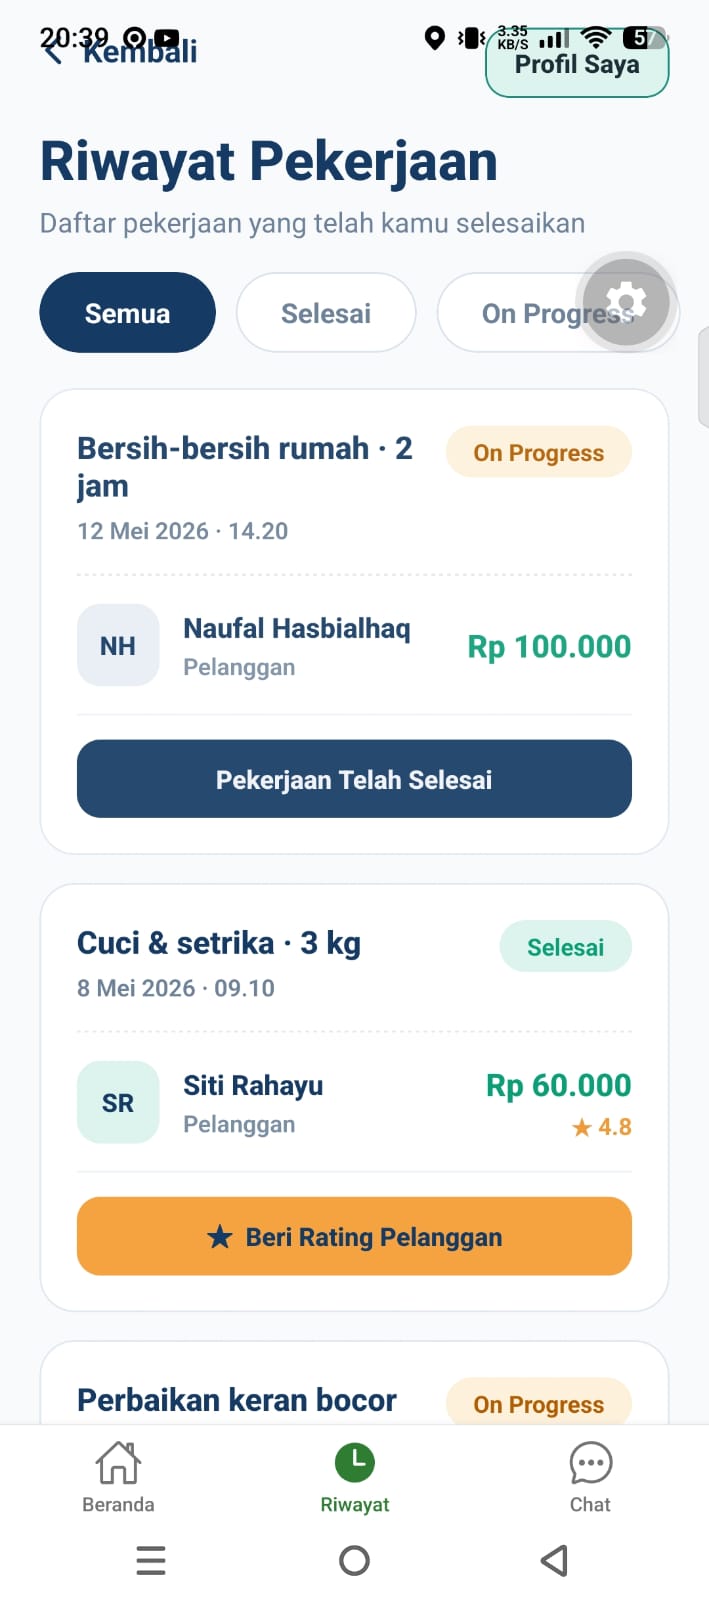 20:39
3.35
KB/S
57
Kembali
Profil Saya
Riwayat Pekerjaan
Daftar pekerjaan yang telah kamu selesaikan
Semua
Selesai
On Progress
Bersih-bersih rumah · 2
jam
On Progress
12 Mei 2026 · 14.20
NH
Naufal Hasbialhaq
Pelanggan
Rp 100.000
Pekerjaan Telah Selesai
Cuci & setrika · 3 kg
Selesai
8 Mei 2026 · 09.10
SR
Siti Rahayu
Pelanggan
Rp 60.000
★ 4.8
★ Beri Rating Pelanggan
Perbaikan keran bocor
On Progress
Beranda
Riwayat
Chat